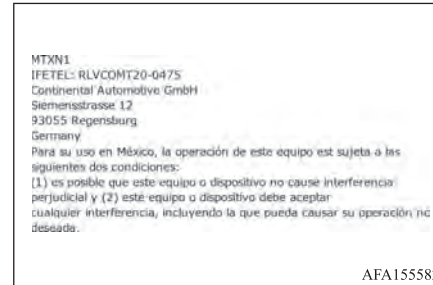 MTXN1
IFETEL: RLVCOMT20-0475
Continental Automotive GmbH
Siemensstrasse 12
93055 Regensburg
Germany
Para su uso en México, la operación de este equipo est sujeta a las
siguientes dos condiciones:
(1) es posible que este equipo o dispositivo no cause interferencia
perjudicial y (2) este equipo o dispositivo debe aceptar
cualquier interferencia, incluyendo la que pueda causar su operación no
deseada.